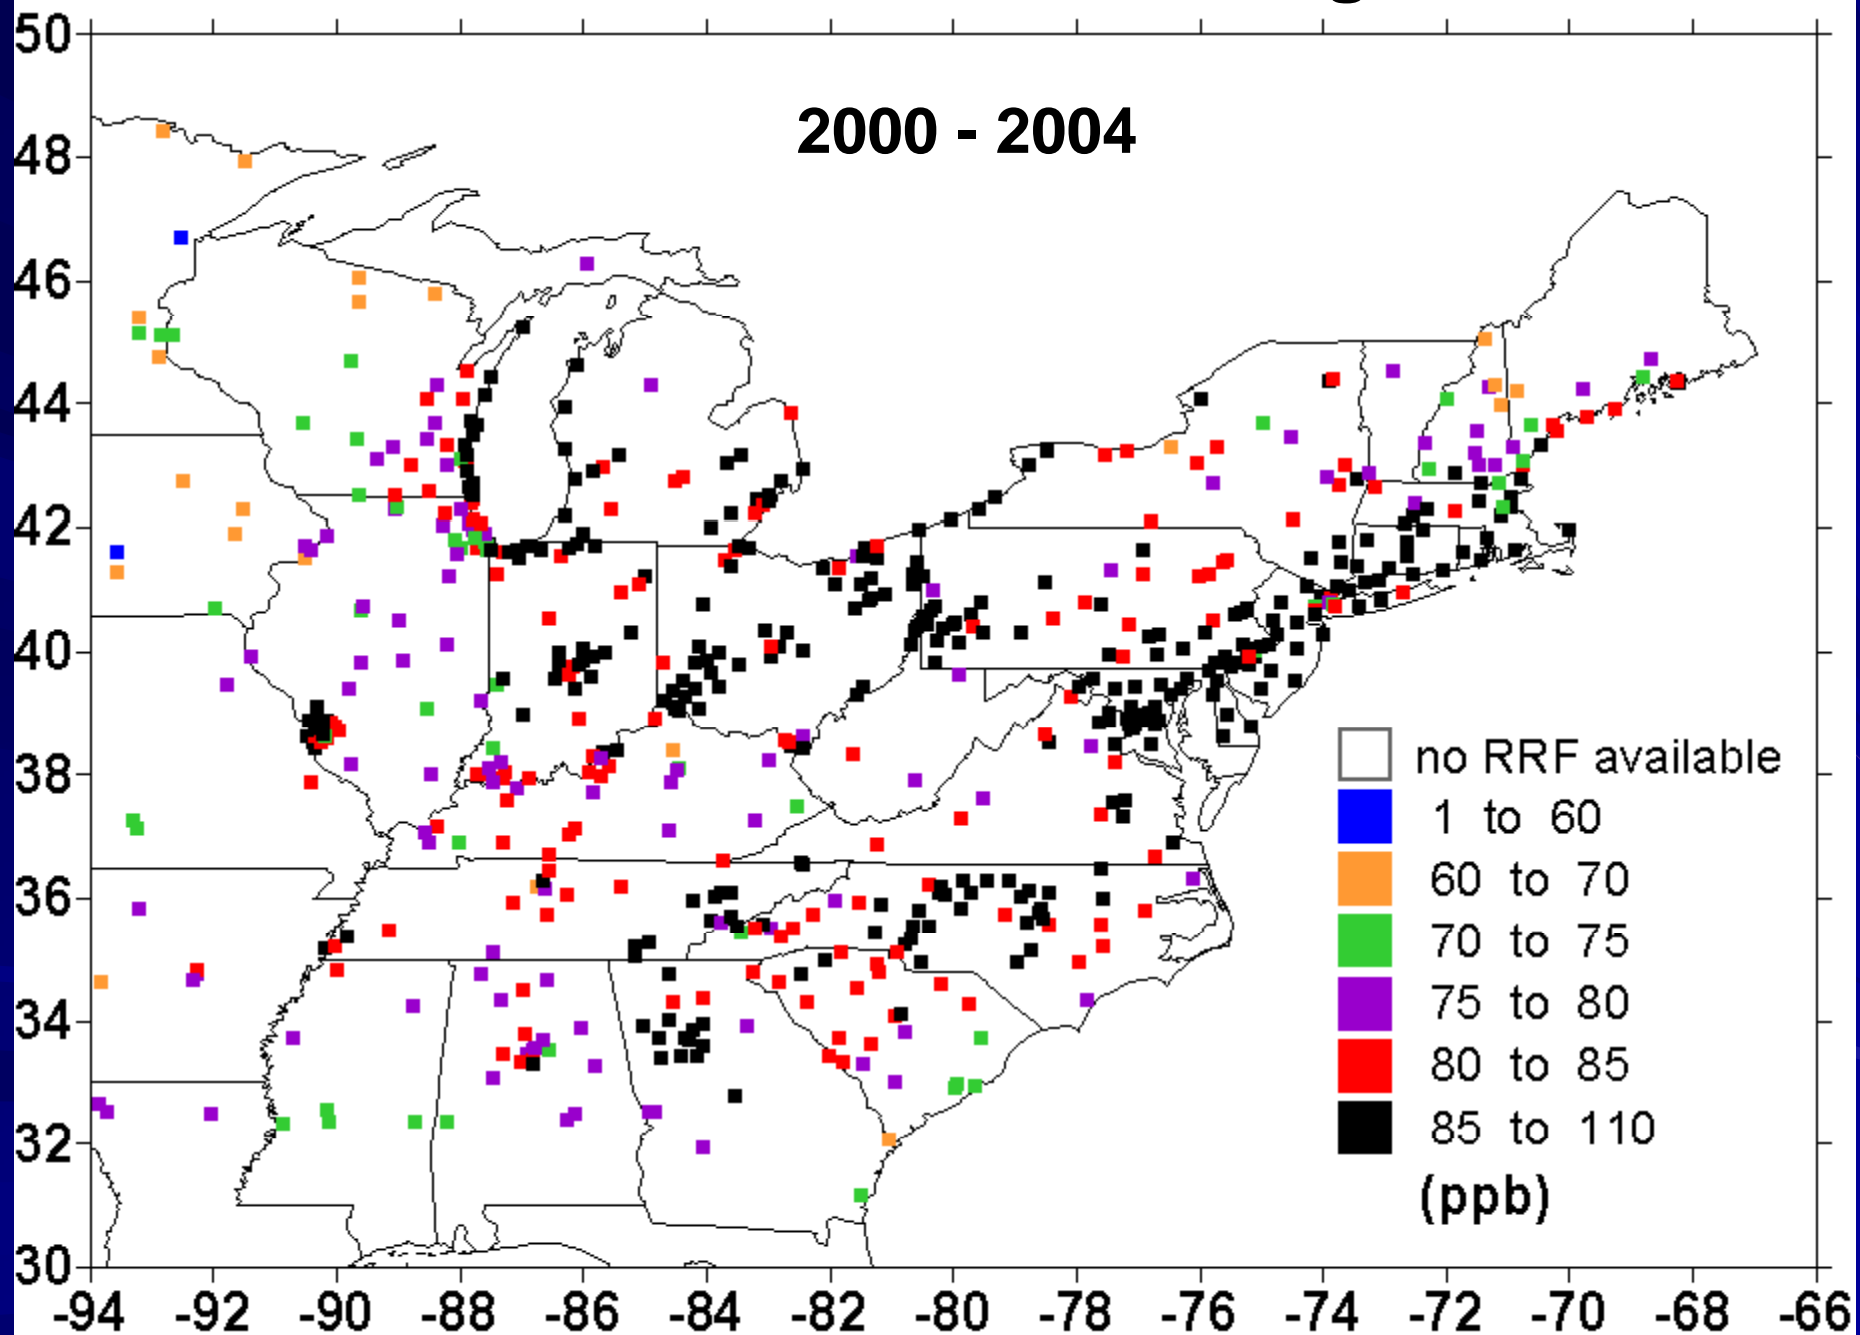 g
2000 - 2004
50
48
46
44
42
40
38
36
34
32
30
no RRF available
1 to 60
60 to 70
70 to 75
75 to 80
80 to 85
85 to 110
(ppb)
-94 -92 -90 -88 -86 -84 -82 -80 -78 -76 -74 -72 -70 -68 -66